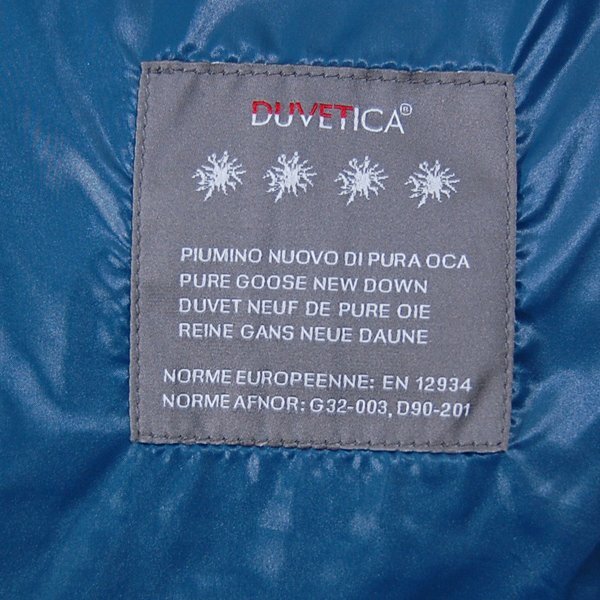 DUVETICA®
PIUMINO NUOVO DI PURA OCA
PURE GOOSE NEW DOWN
DUVET NEUF DE PURE OIE
REINE GANS NEUE DAUNE
NORME EUROPEENNE: EN 12934
NORME AFNOR: G32-003, D90-201